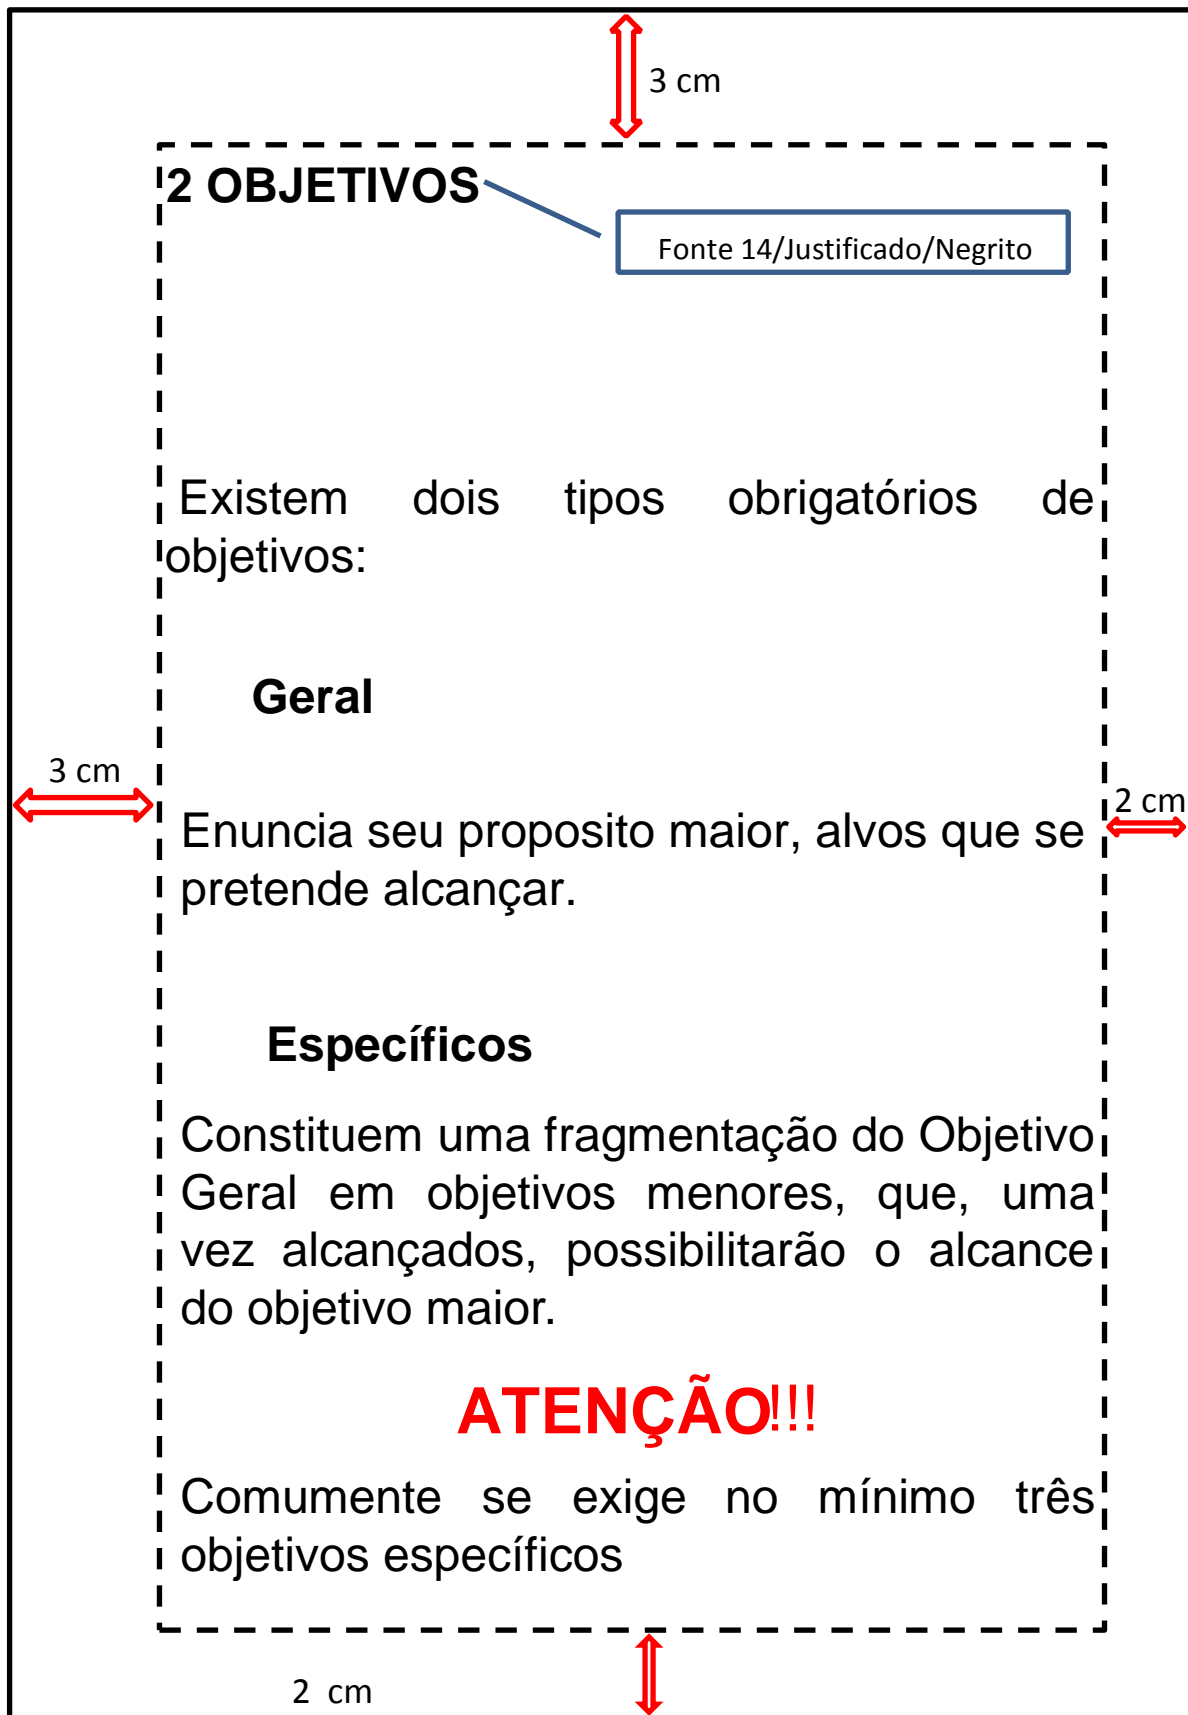 3 cm
2 OBJETIVOS
Fonte 14/Justificado/Negrito
Existem dois tipos obrigatórios de
objetivos:
Geral
3 cm
2 cm
Enuncia seu proposito maior, alvos que se
pretende alcançar.
Específicos
Constituem uma fragmentação do Objetivo
Geral em objetivos menores, que, uma
vez alcançados, possibilitarão o alcance
do objetivo maior.
ATENÇÃO!!!
Comumente se exige no mínimo três
objetivos específicos
2 cm